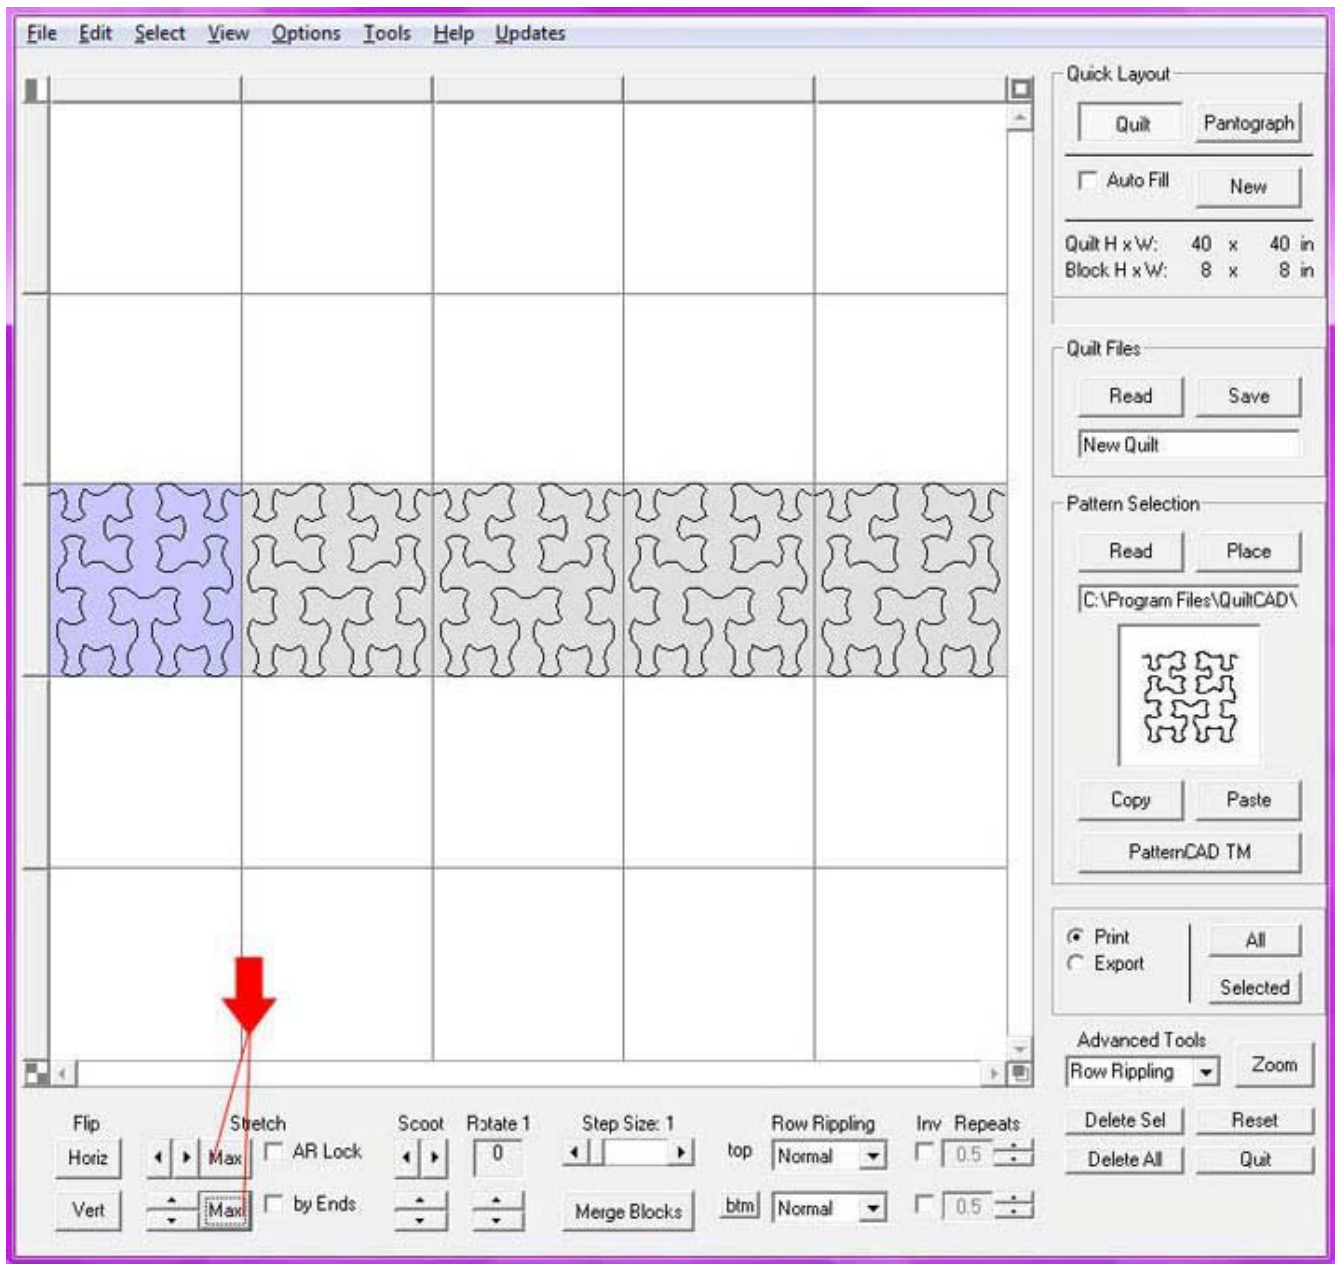 File Edit Select View Options Tools Help Updates
Quick Layout
Quilt Pantograph
Auto Fill New
Quilt H x W: 40 x 40 in
Block H x W: 8 x 8 in
Quilt Files
Read Save
New Quilt
Pattern Selection
Read Place
C:\Program Files\QuiltCAD\
Copy Paste
PatternCAD TM
Print All
Export
Selected
Advanced Tools
Row Rippling Zoom
Delete Sel Reset
Delete All Quit
Flip Stretch Scoot Rotate 1 Step Size: 1 Row Rippling Inv Repeats
Horiz Max AR Lock 0 top Normal 0.5
Vert Max by Ends Merge Blocks btm Normal 0.5